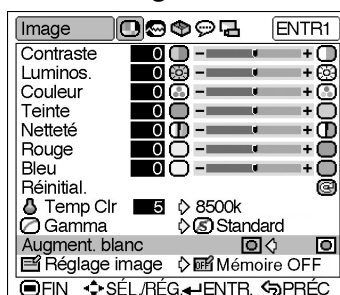 Image ENTR1
Contraste 0 - +
Luminos. 0 - +
Couleur 0 - +
Teinte 0 - +
Netteté 0 - +
Rouge 0 - +
Bleu 0 - +
Réinitial.
Temp Clr 5 8500k
Gamma S Standard
Augment. blanc
Réglage image OFF Mémoire OFF
FIN SÉL./RÉG. ENTR. PRÉC